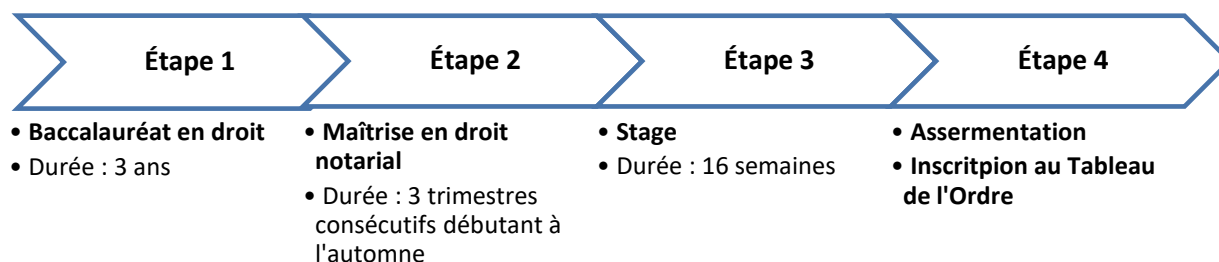 Étape 1
• Baccalauréat en droit
• Durée : 3 ans
Étape 2
• Maîtrise en droit
notarial
• Durée : 3 trimestres
consécutifs débutant à
l'automne
Étape 3
• Stage
• Durée : 16 semaines
Étape 4
• Assermentation
• Inscritpion au Tableau
de l'Ordre